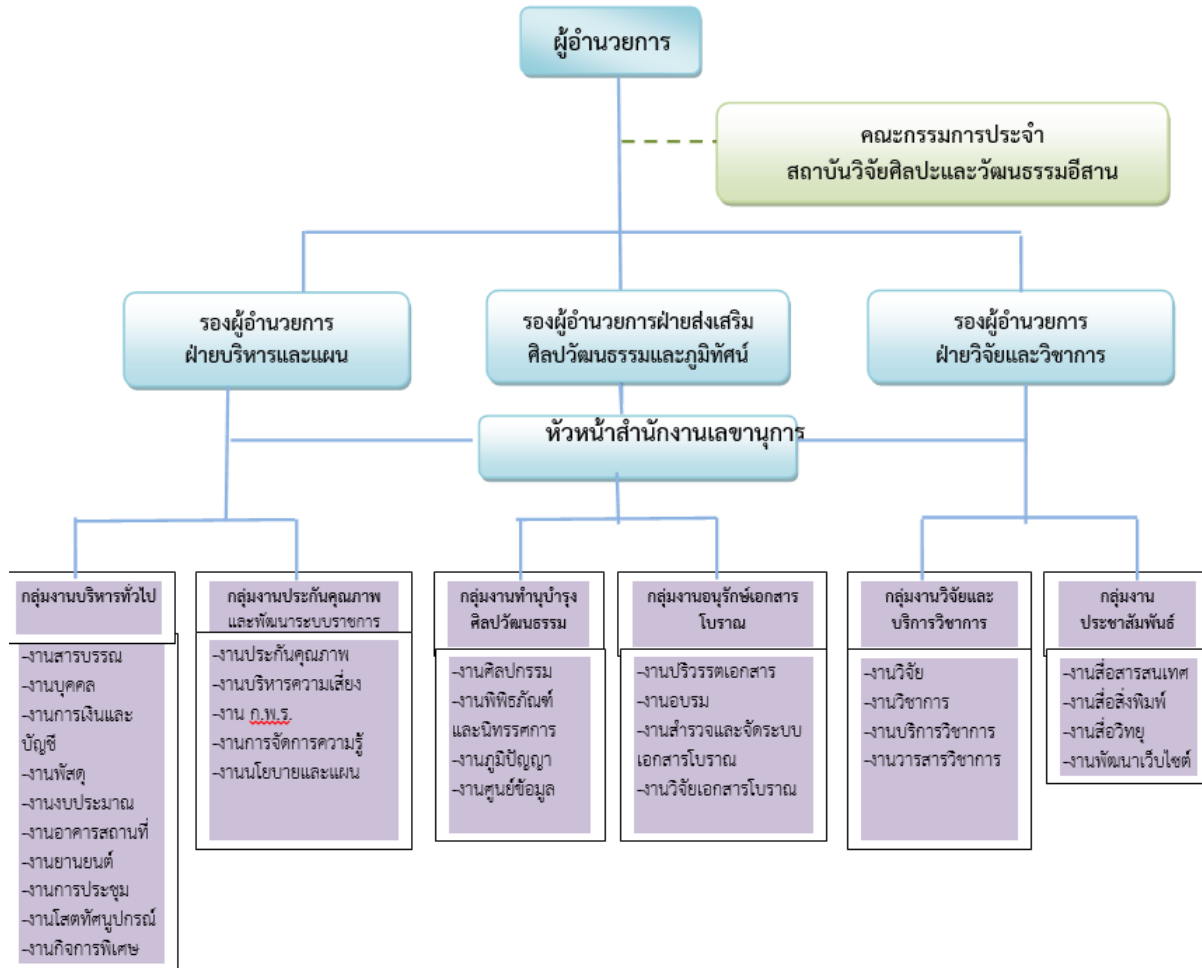 ผู้อำนวยการ
คณะกรรมการประจำ
สถาบันวิจัยศิลปะและวัฒนธรรมอีสาน
รองผู้อำนวยการ
ฝ่ายบริหารและแผน
รองผู้อำนวยการฝ่ายส่งเสริม
ศิลปวัฒนธรรมและภูมิทัศน์
รองผู้อำนวยการ
ฝ่ายวิจัยและวิชาการ
หัวหน้าสำนักงานเลขานุการ
กลุ่มงานบริหารทั่วไป
-งานสารบรรณ
-งานบุคคล
-งานการเงินและ
บัญชี
-งานพัสดุ
-งานงบประมาณ
-งานอาคารสถานที่
-งานยานยนต์
-งานการประชุม
-งานโสตทัศนูปกรณ์
-งานกิจการพิเศษ
กลุ่มงานประกันคุณภาพ
และพัฒนาระบบราชการ
-งานประกันคุณภาพ
-งานบริหารความเสี่ยง
-งาน ก.พ.ร.
-งานการจัดการความรู้
-งานนโยบายและแผน
กลุ่มงานทำนุบำรุง
ศิลปวัฒนธรรม
-งานศิลปกรรม
-งานพิพิธภัณฑ์
และนิทรรศการ
-งานภูมิปัญญา
-งานศูนย์ข้อมูล
กลุ่มงานอนุรักษ์เอกสาร
โบราณ
-งานปริวรรตเอกสาร
-งานอบรม
-งานสำรวจและจัดระบบ
เอกสารโบราณ
-งานวิจัยเอกสารโบราณ
กลุ่มงานวิจัยและ
บริการวิชาการ
-งานวิจัย
-งานวิชาการ
-งานบริการวิชาการ
-งานวารสารวิชาการ
กลุ่มงาน
ประชาสัมพันธ์
-งานสื่อสารสนเทศ
-งานสื่อสิ่งพิมพ์
-งานสื่อวิทยุ
-งานพัฒนาเว็บไซต์